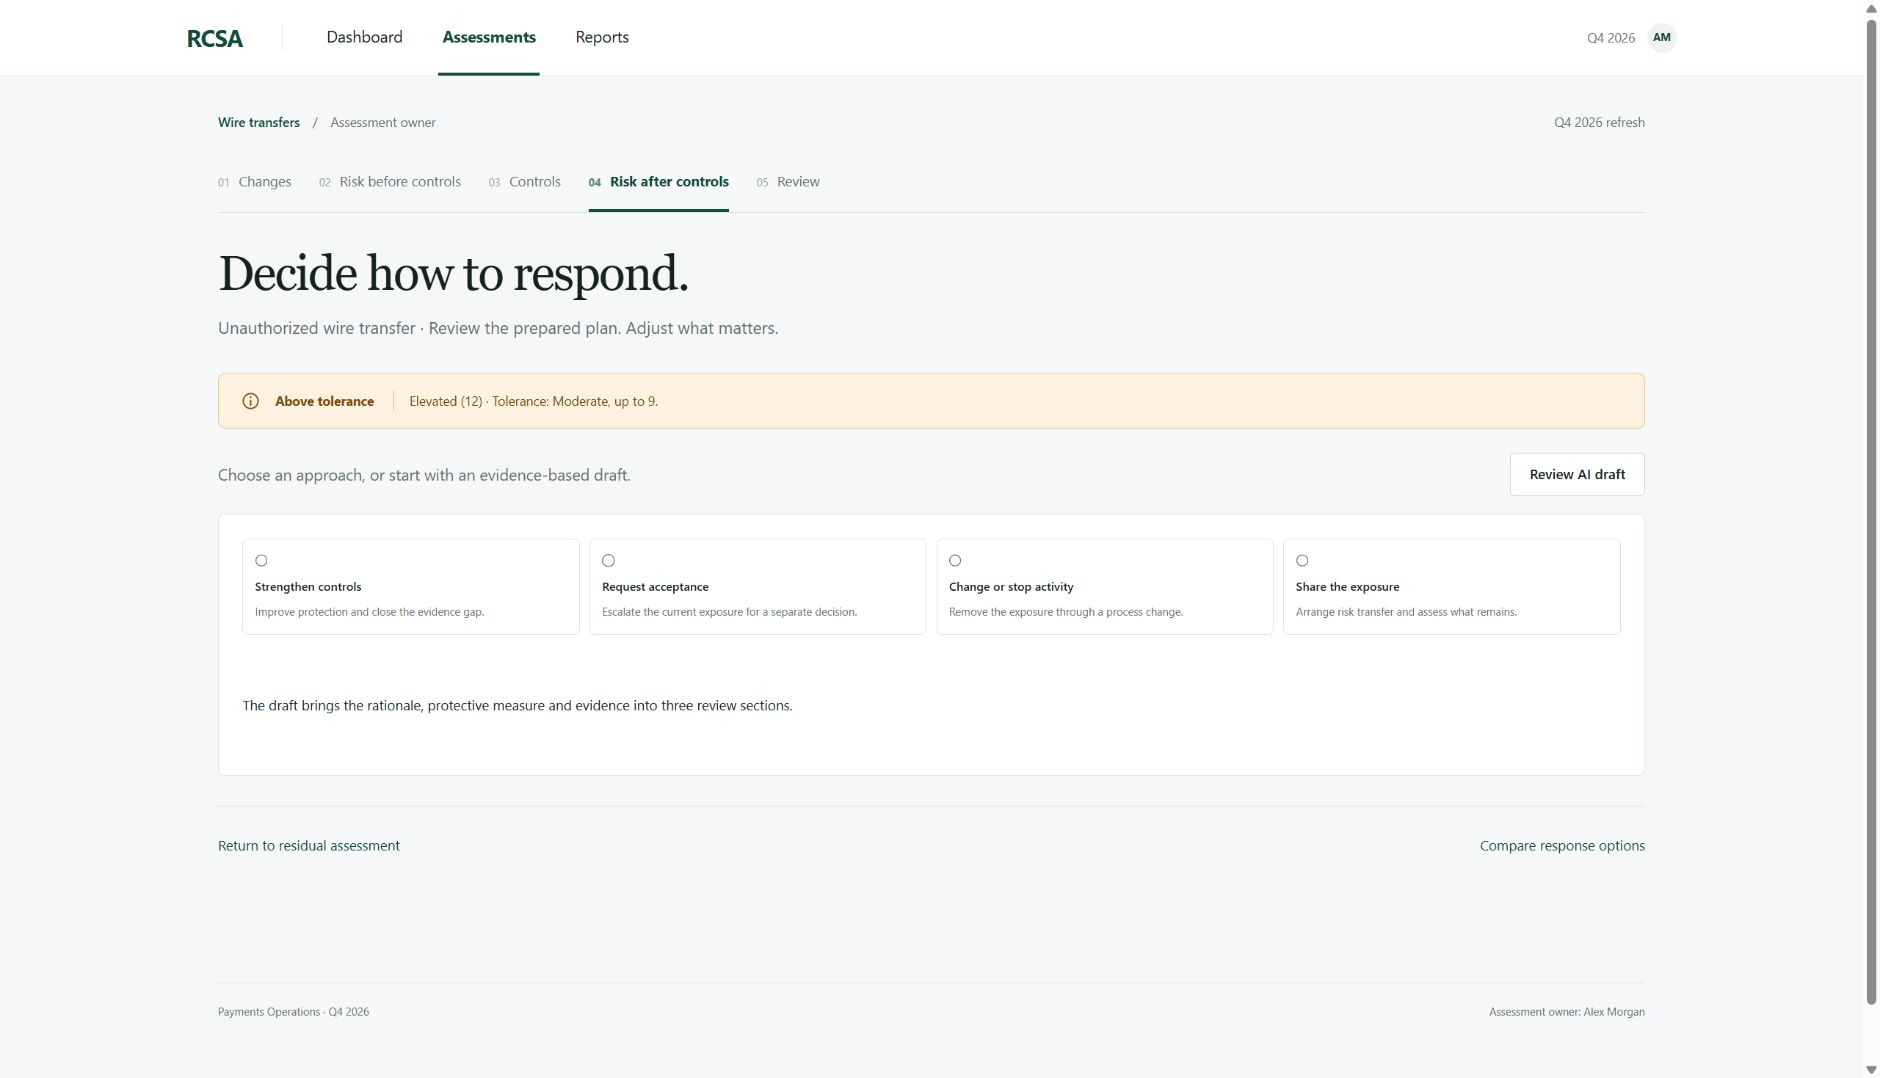 RCSA
Dashboard
Assessments
Reports
Q4 2026
AM
Wire transfers / Assessment owner
Q4 2026 refresh
01 Changes
02 Risk before controls
03 Controls
04 Risk after controls
05 Review
Decide how to respond.
Unauthorized wire transfer · Review the prepared plan. Adjust what matters.
Above tolerance
Elevated (12) · Tolerance: Moderate, up to 9.
Choose an approach, or start with an evidence-based draft.
Review AI draft
Strengthen controls
Improve protection and close the evidence gap.
Request acceptance
Escalate the current exposure for a separate decision.
Change or stop activity
Remove the exposure through a process change.
Share the exposure
Arrange risk transfer and assess what remains.
The draft brings the rationale, protective measure and evidence into three review sections.
Return to residual assessment
Compare response options
Payments Operations · Q4 2026
Assessment owner: Alex Morgan